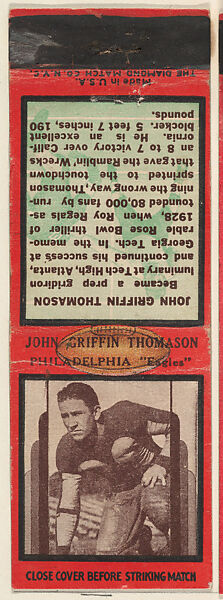 Made in U.S.A.
THE DIAMOND MATCH CO. N.Y.C.
JOHN GRIFFIN THOMASON
Became a prep gridiron
luminary at Tech High, Atlanta,
and continued his success at
Georgia Tech. In the memo-
rable Rose Bowl thriller of
1928, when Roy Regals as-
tounded 60,000 fans by run-
ning the wrong way, Thomason
sprinted to the touchdown
that gave the Ramblin' Wrecks
an 8 to 7 victory over Calif-
ornia. He is an excellent
blocker, 5 feet 7 inches, 190
pounds.
JOHN GRIFFIN THOMASON
PHILADELPHIA "Eagles"
CLOSE COVER BEFORE STRIKING MATCH